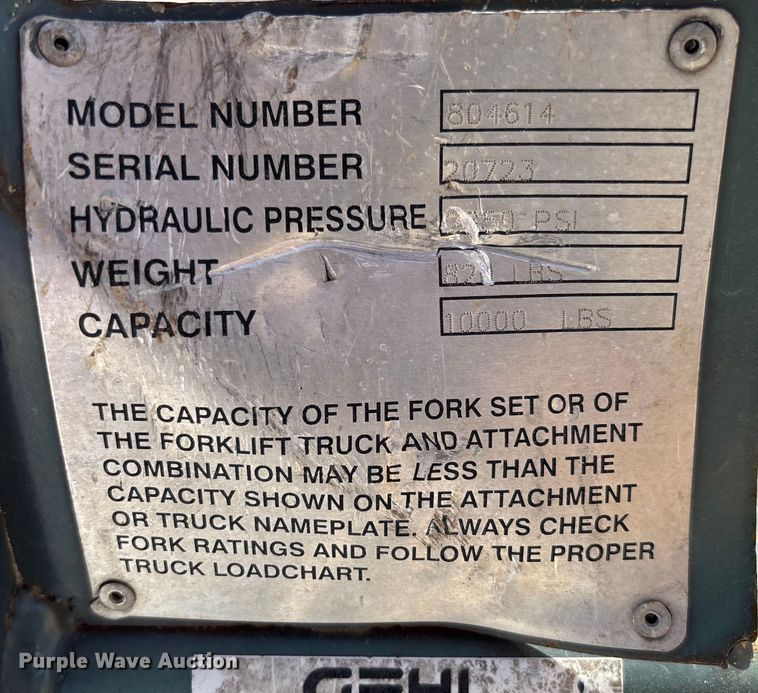 MODEL NUMBER 804614
SERIAL NUMBER 20723
HYDRAULIC PRESSURE PSI
WEIGHT LBS
CAPACITY 10000 LBS
THE CAPACITY OF THE FORK SET OR OF
THE FORKLIFT TRUCK AND ATTACHMENT
COMBINATION MAY BE LESS THAN THE
CAPACITY SHOWN ON THE ATTACHMENT
OR TRUCK NAMEPLATE. ALWAYS CHECK
FORK RATINGS AND FOLLOW THE PROPER
TRUCK LOADCHART.
Purple Wave Auction
GEHL